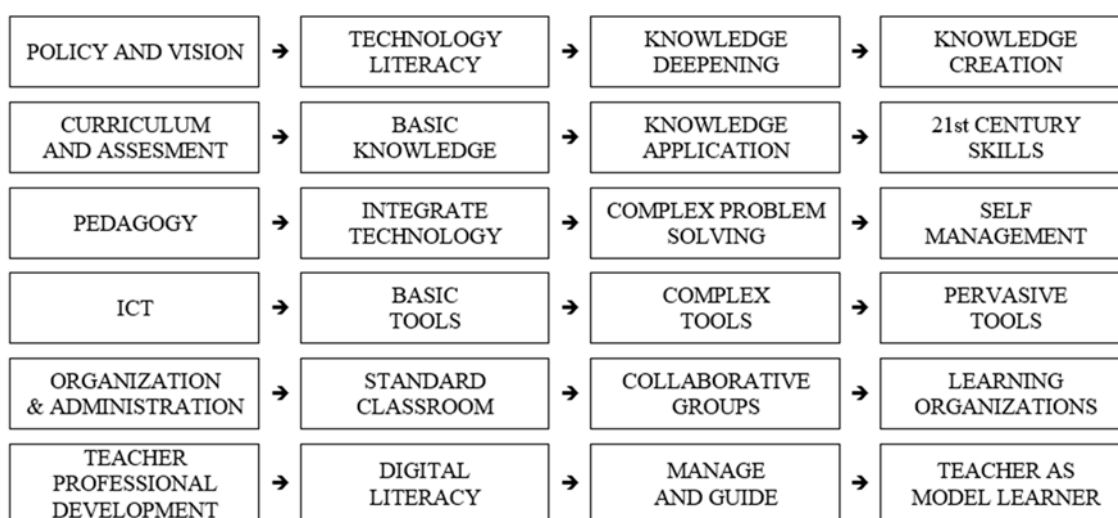 POLICY AND VISION
TECHNOLOGY
LITERACY
KNOWLEDGE
DEEPENING
KNOWLEDGE
CREATION
CURRICULUM
AND ASSESMENT
BASIC
KNOWLEDGE
KNOWLEDGE
APPLICATION
21st CENTURY
SKILLS
PEDAGOGY
INTEGRATE
TECHNOLOGY
COMPLEX PROBLEM
SOLVING
SELF
MANAGEMENT
ICT
BASIC
TOOLS
COMPLEX
TOOLS
PERVASIVE
TOOLS
ORGANIZATION
& ADMINISTRATION
STANDARD
CLASSROOM
COLLABORATIVE
GROUPS
LEARNING
ORGANIZATIONS
TEACHER
PROFESSIONAL
DEVELOPMENT
DIGITAL
LITERACY
MANAGE
AND GUIDE
TEACHER AS
MODEL LEARNER